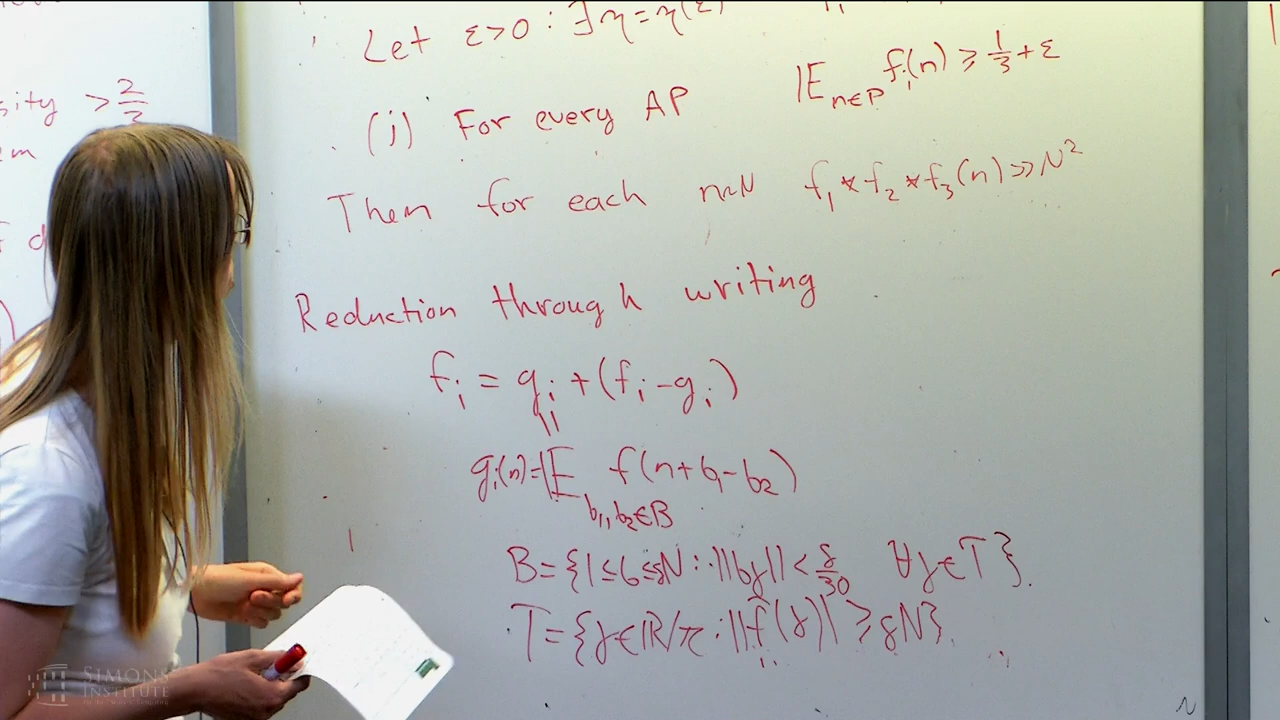 sity > 2/3
em
Let ε>0 : ∃ η=η(ε)
(i) For every AP |E_{n∈P} f_i(n) ≥ 1/3 + ε
Then for each n~N f_1 * f_2 * f_3(n) >> N^2
Reduction through writing
f_i = g_i + (f_i - g_i)
||
g_i(n) = |E_{b_1,b_2∈B} f(n+b_1-b_2)
B = {1≤b≤δN : ||bγ|| < δ/30 ∀γ∈T}.
T = {γ∈|R/ℤ : |f̂(γ)| ≥ δN}.
N
SIMONS
INSTITUTE